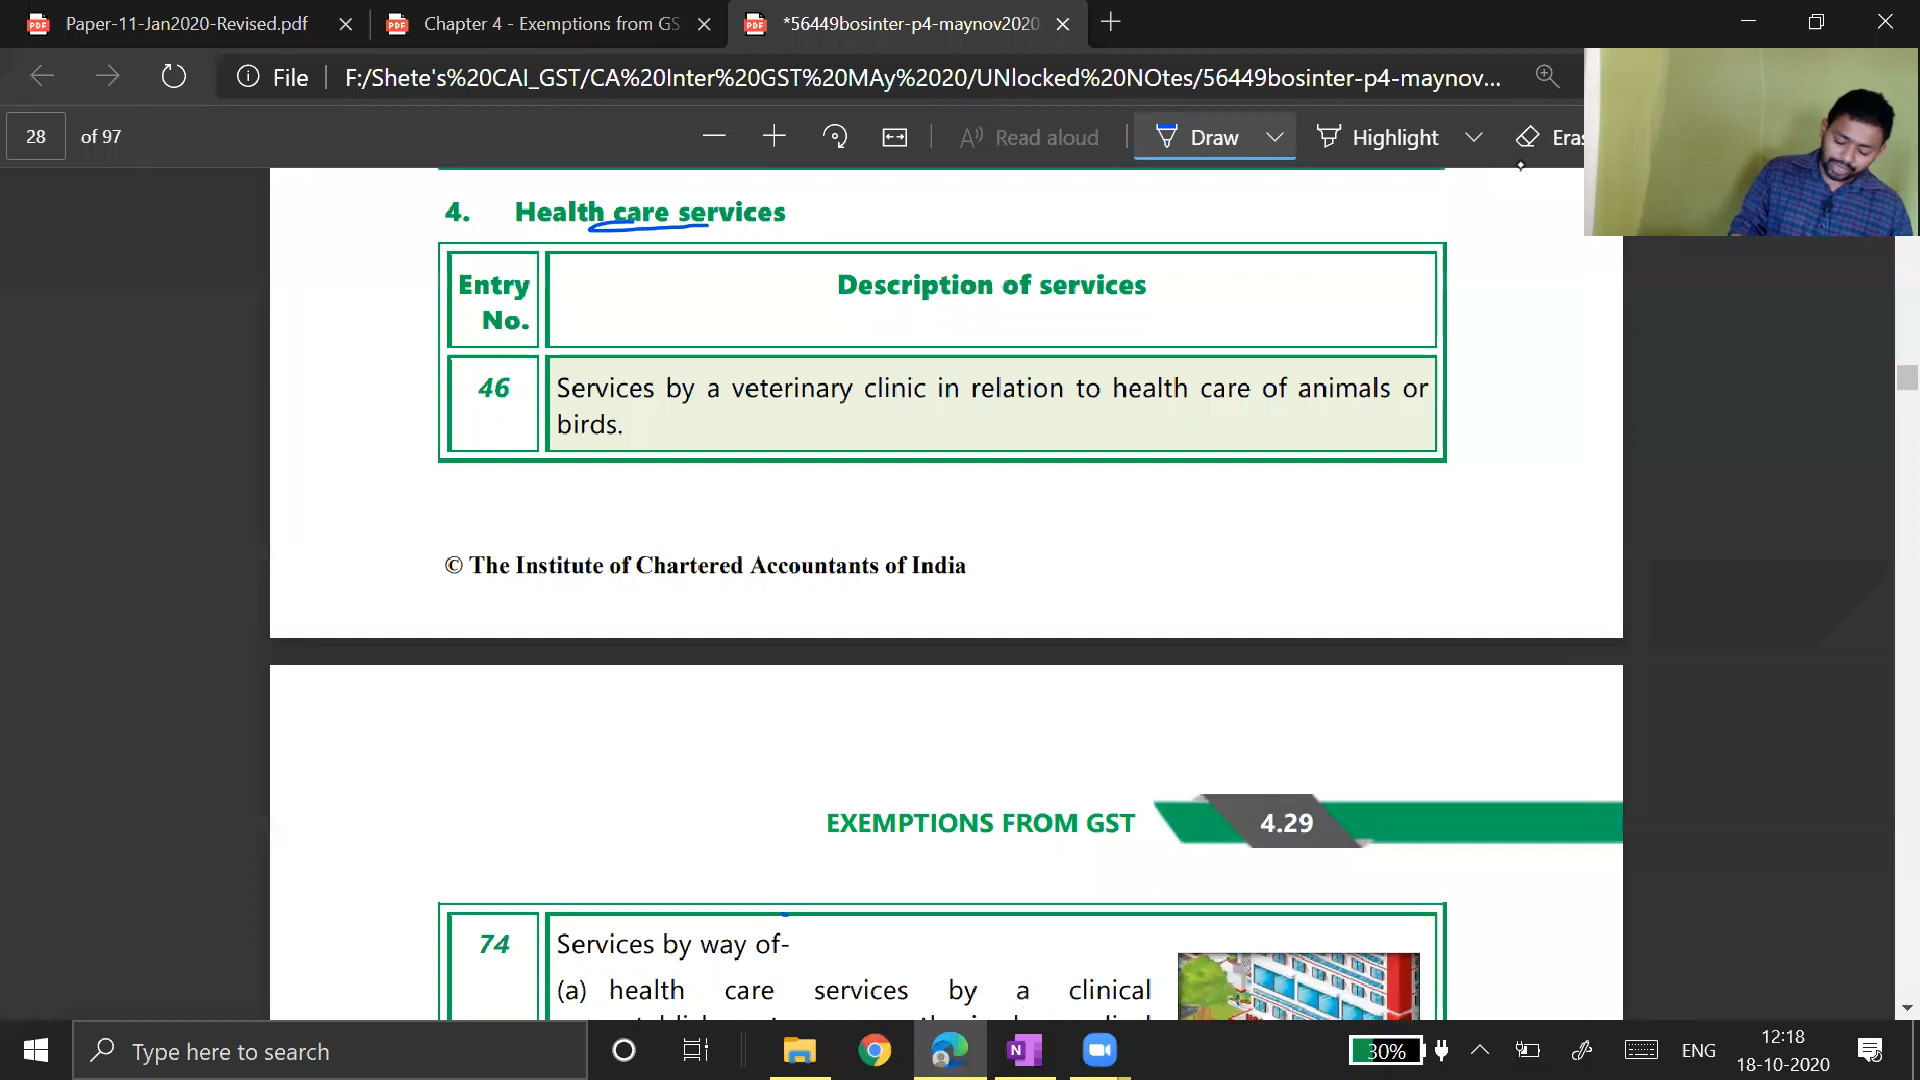 Paper-11-Jan2020-Revised.pdf
Chapter 4 - Exemptions from GS
*56449bosinter-p4-maynov2020
File
F:/Shete's%20CAI_GST/CA%20Inter%20GST%20MAy%2020/UNlocked%20NOtes/56449bosinter-p4-maynov...
28 of 97
Read aloud
Draw
Highlight
Eras
4. Health care services
Entry No.
Description of services
46
Services by a veterinary clinic in relation to health care of animals or
birds.
© The Institute of Chartered Accountants of India
EXEMPTIONS FROM GST 4.29
74
Services by way of-
(a) health care services by a clinical
Type here to search
30%
ENG
12:18
18-10-2020